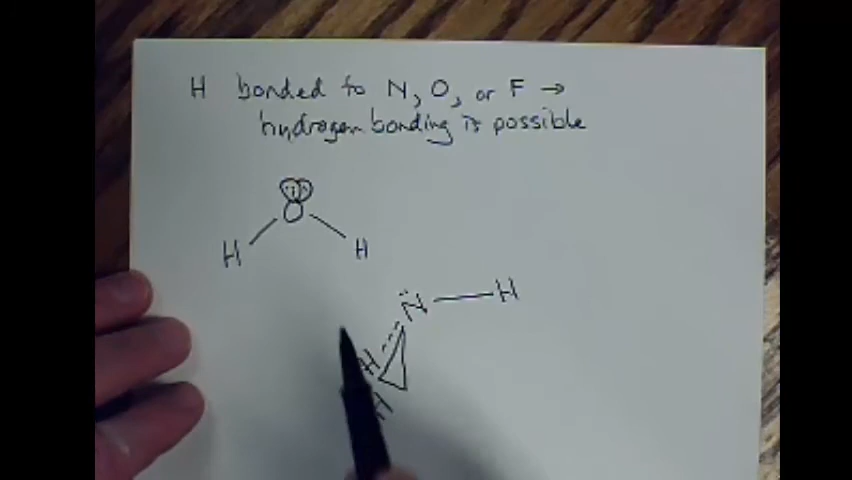 H bonded to N, O, or F →
hydrogen bonding is possible
O
H H
N H
H
H